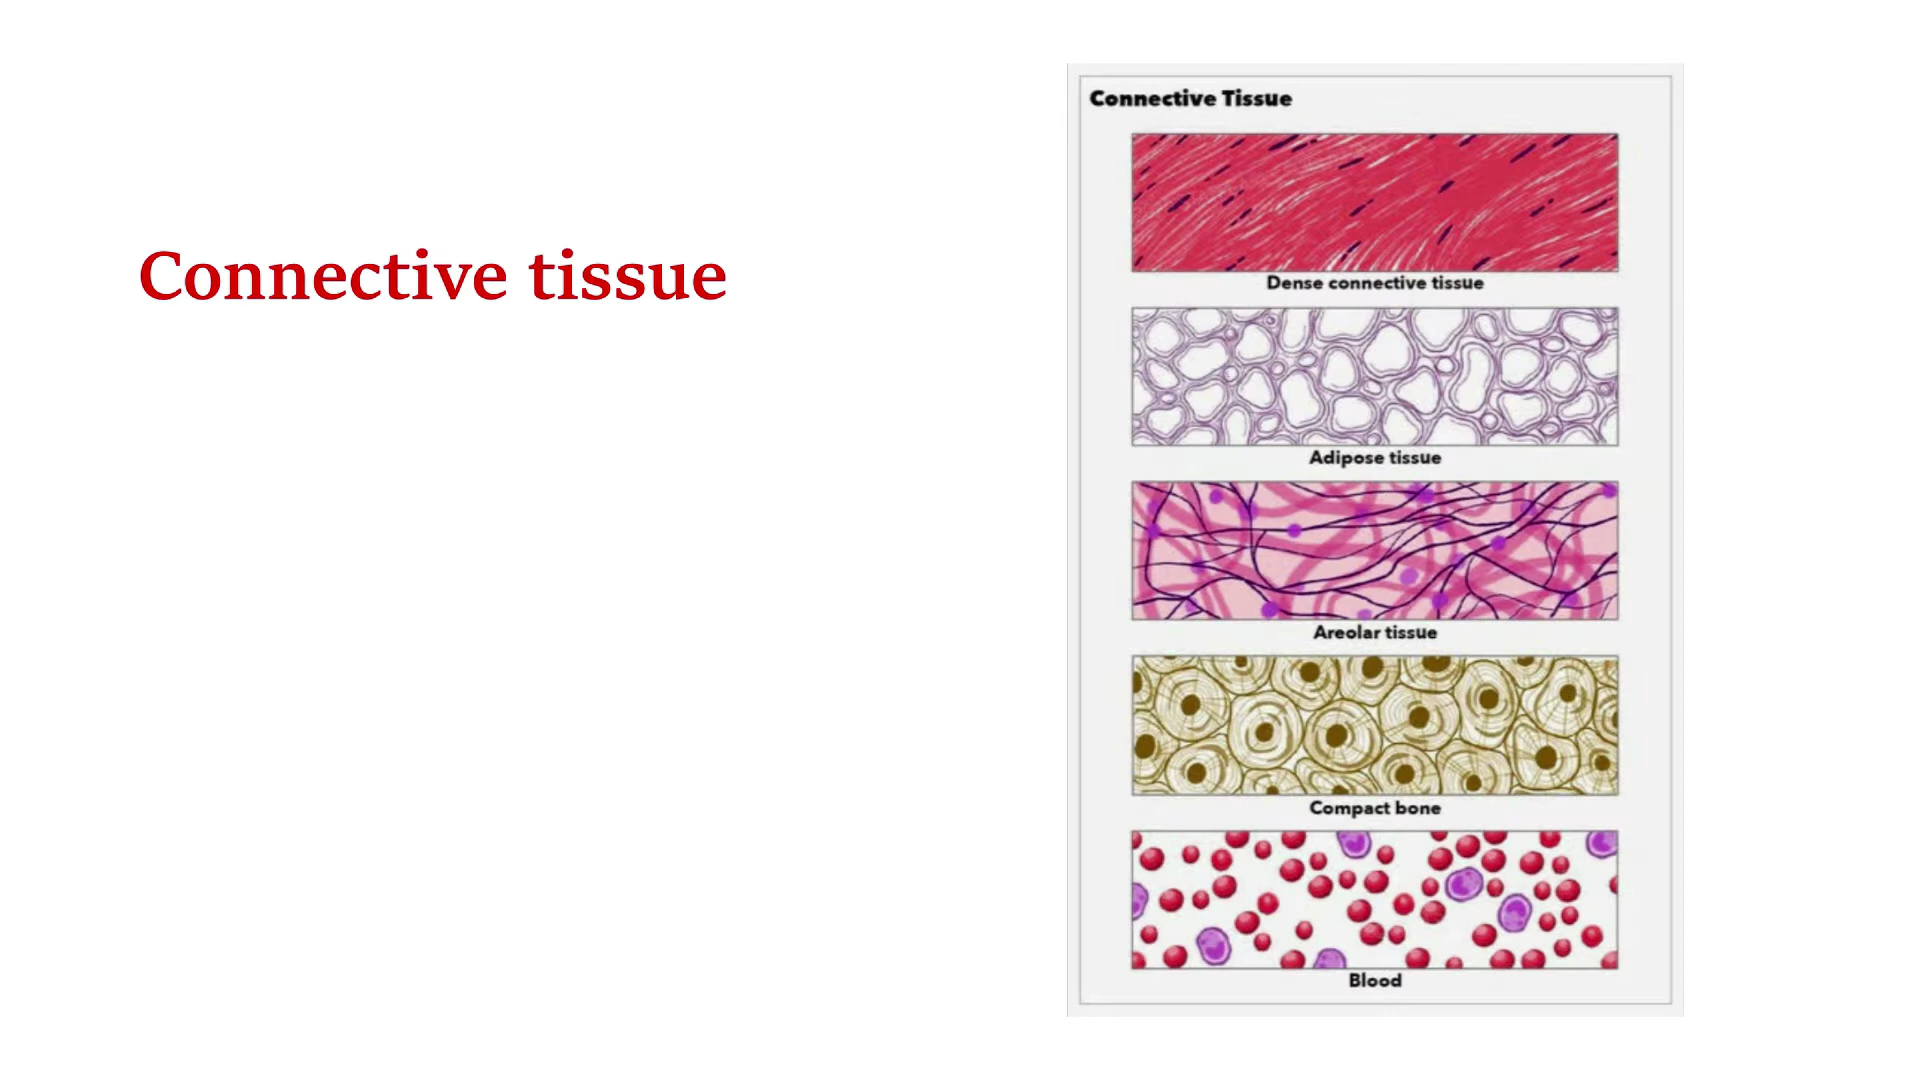 Connective tissue
Connective Tissue
Dense connective tissue
Adipose tissue
Areolar tissue
Compact bone
Blood